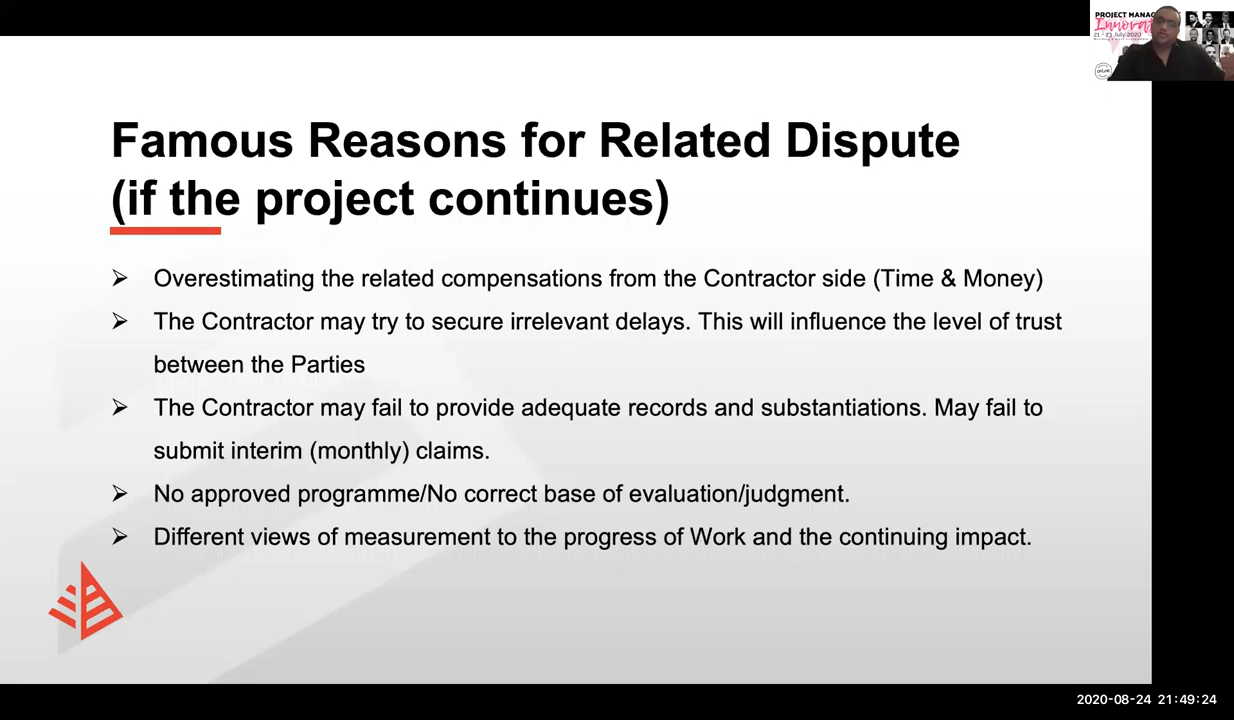 PROJECT MANAG
Innovat
21 - 23 July 2020
Famous Reasons for Related Dispute
(if the project continues)
➢ Overestimating the related compensations from the Contractor side (Time & Money)
➢ The Contractor may try to secure irrelevant delays. This will influence the level of trust
between the Parties
➢ The Contractor may fail to provide adequate records and substantiations. May fail to
submit interim (monthly) claims.
➢ No approved programme/No correct base of evaluation/judgment.
➢ Different views of measurement to the progress of Work and the continuing impact.
2020-08-24 21:49:24